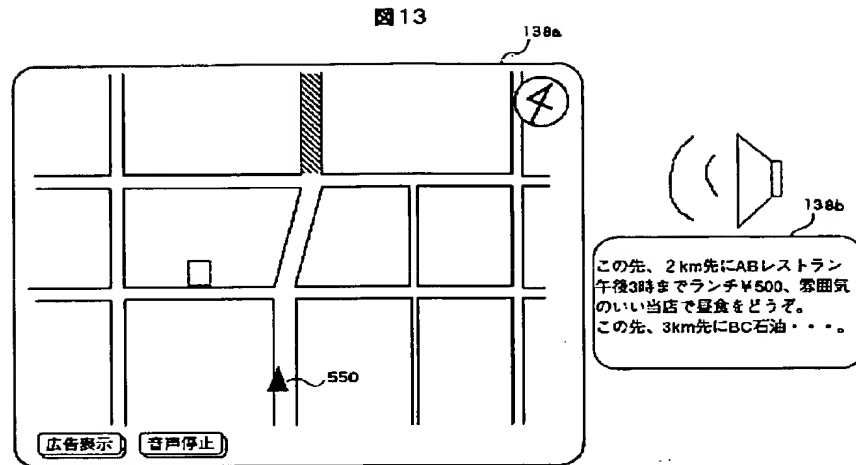 図13
138a
138b
この先、2km先にABレストラン
午後3時までランチ¥500、雰囲気
のいい当店で昼食をどうぞ。
この先、3km先にBC石油・・・。
550
広告表示 音声停止